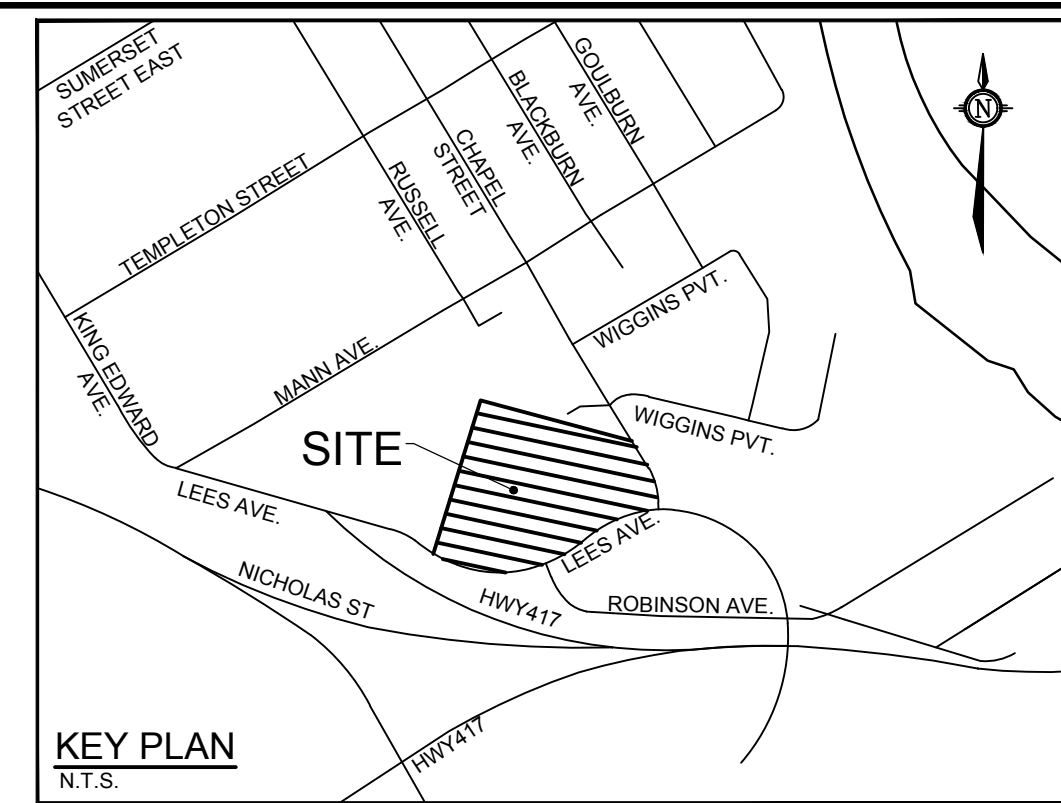 SUMERSET
STREET EAST
GOULBURN
AVE.
BLACKBURN
AVE.
CHAPEL
STREET
RUSSELL
AVE.
TEMPLETON STREET
N
WIGGINS PVT.
KING EDWARD
AVE.
MANN AVE.
WIGGINS PVT.
SITE
LEES AVE.
LEES AVE.
NICHOLAS ST
HWY417
ROBINSON AVE.
HWY417
KEY PLAN
N.T.S.